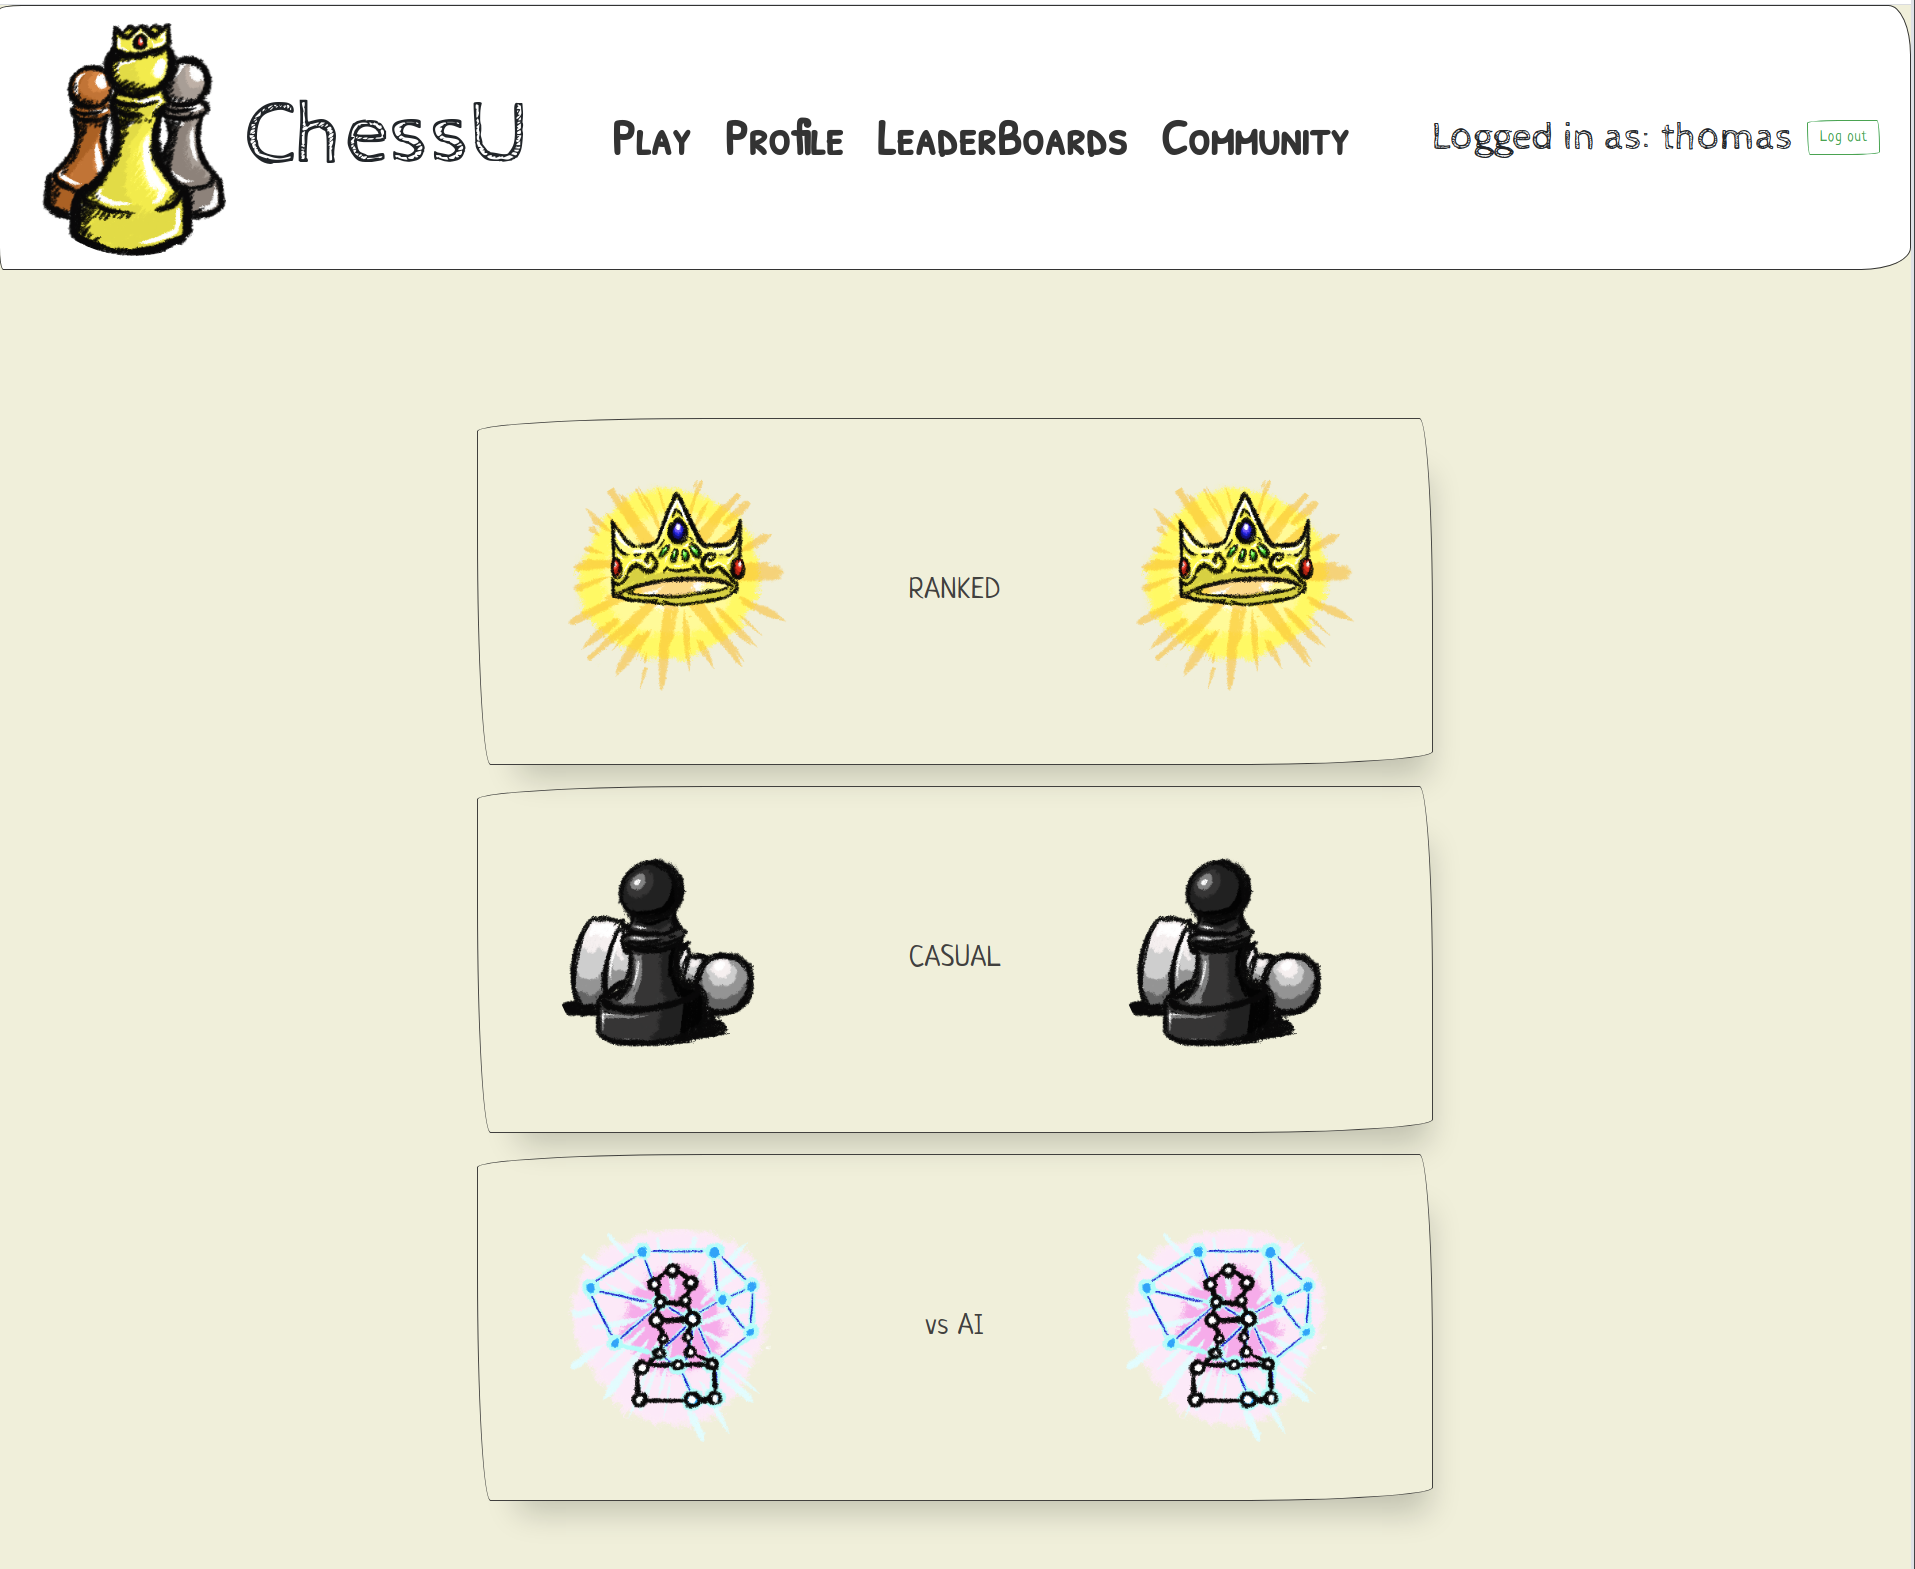 ChessU Play Profile LeaderBoards Community Logged in as: thomas Log out
RANKED
CASUAL
vs AI